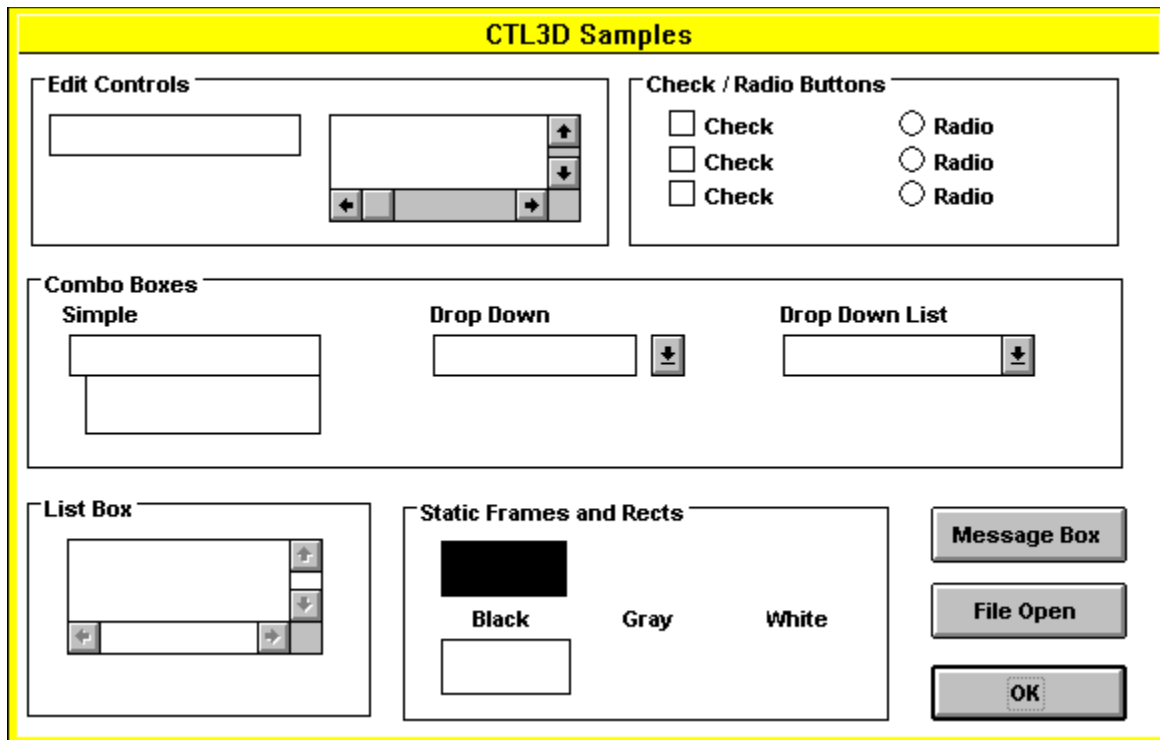 CTL3D Samples
Edit Controls
Check / Radio Buttons
Check Radio
Check Radio
Check Radio
Combo Boxes
Simple Drop Down Drop Down List
List Box
Static Frames and Rects
Black Gray White
Message Box
File Open
OK